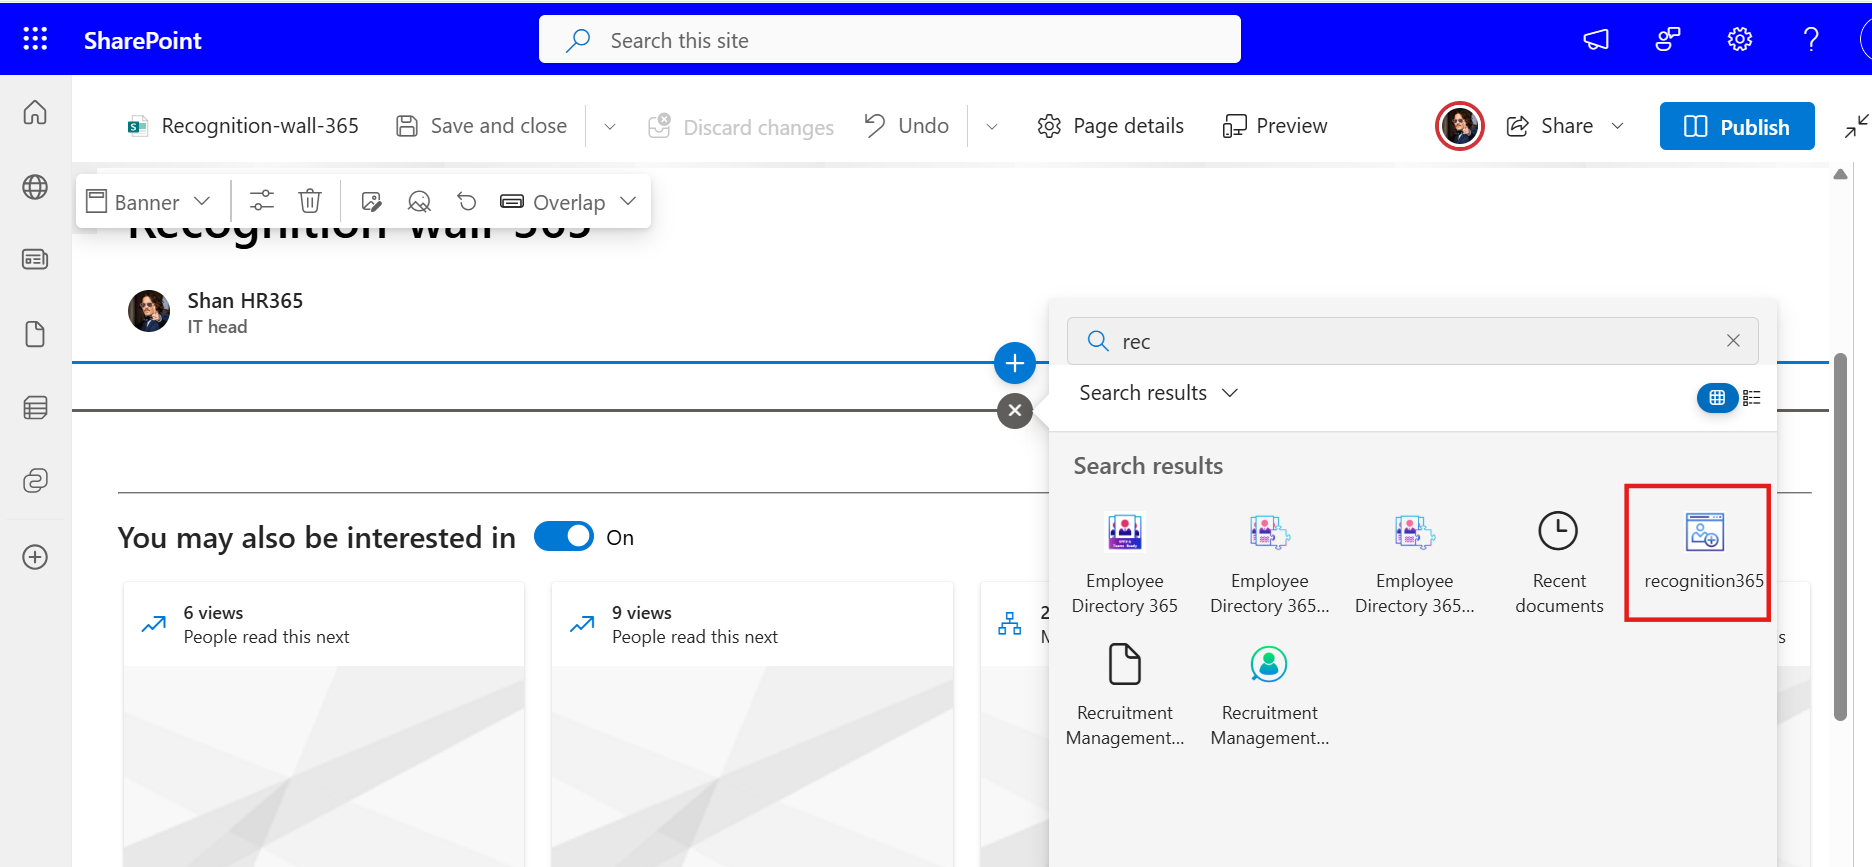 SharePoint
Search this site
Recognition-wall-365
Save and close
Discard changes
Undo
Page details
Preview
Share
Publish
Banner
Overlap
Recognition-wall-365
Shan HR365
IT head
rec
Search results
Search results
Employee
Directory 365
Employee
Directory 365...
Employee
Directory 365...
Recent
documents
recognition365
Recruitment
Management...
Recruitment
Management...
You may also be interested in
On
6 views
People read this next
9 views
People read this next
2